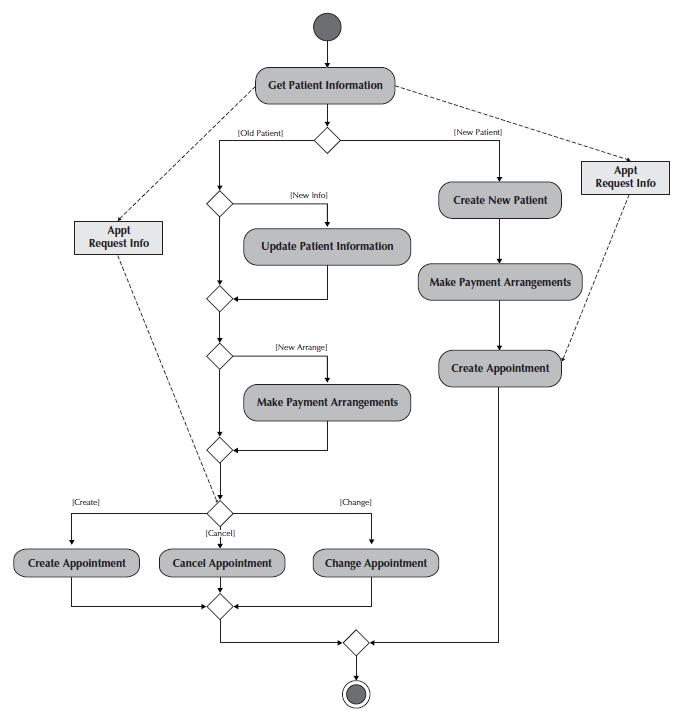 Get Patient Information
[Old Patient]
[New Patient]
Appt
Request Info
[New Info]
Create New Patient
Appt
Request Info
Update Patient Information
Make Payment Arrangements
[New Arrange]
Create Appointment
Make Payment Arrangements
[Create]
[Change]
[Cancel]
Create Appointment
Cancel Appointment
Change Appointment